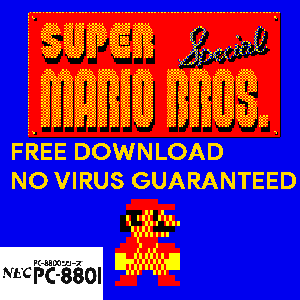 SUPER Special
MARIO BROS.
FREE DOWNLOAD
NO VIRUS GUARANTEED
PC-8800シリーズ
NEC PC-8801